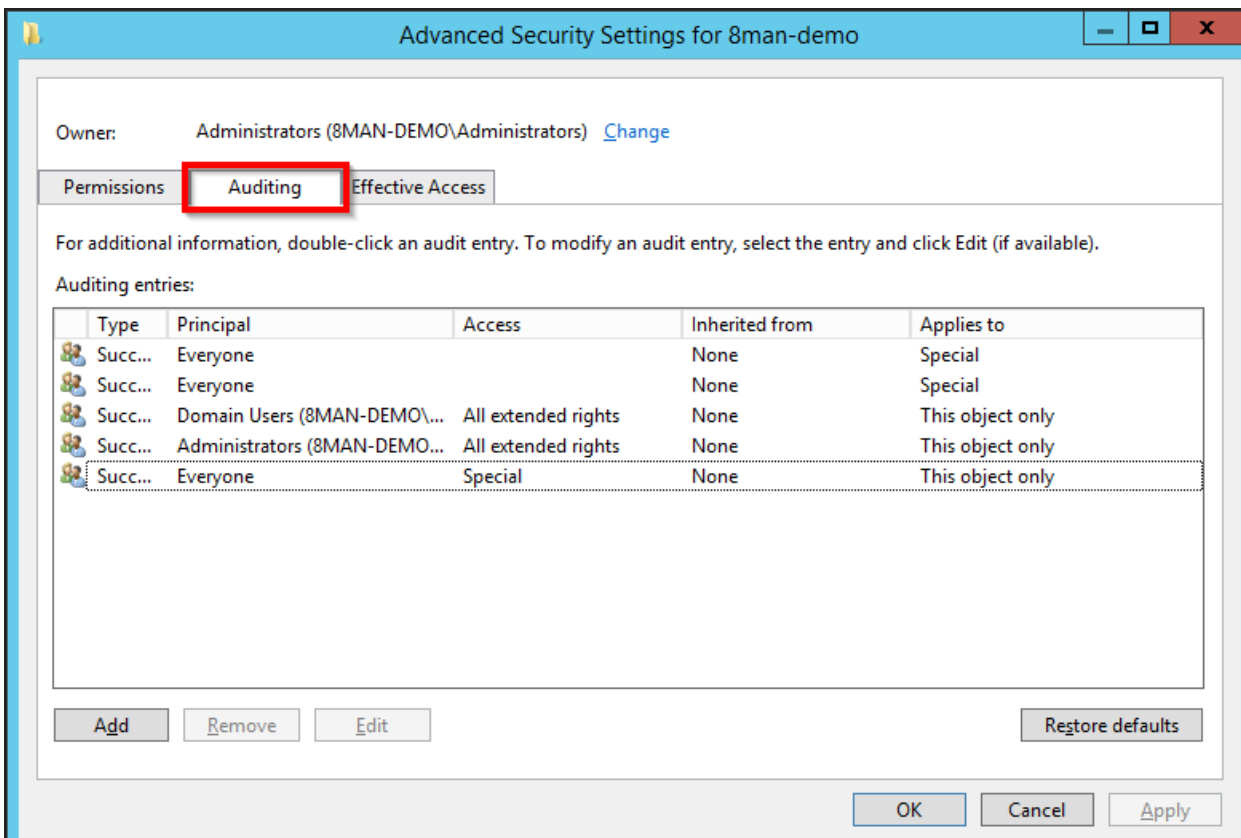 Advanced Security Settings for 8man-demo
Owner: Administrators (8MAN-DEMO\Administrators) Change
Permissions Auditing Effective Access
For additional information, double-click an audit entry. To modify an audit entry, select the entry and click Edit (if available).
Auditing entries:
Type Principal Access Inherited from Applies to
Succ... Everyone None Special
Succ... Everyone None Special
Succ... Domain Users (8MAN-DEMO\... All extended rights None This object only
Succ... Administrators (8MAN-DEMO... All extended rights None This object only
Succ... Everyone Special None This object only
Add Remove Edit Restore defaults
OK Cancel Apply